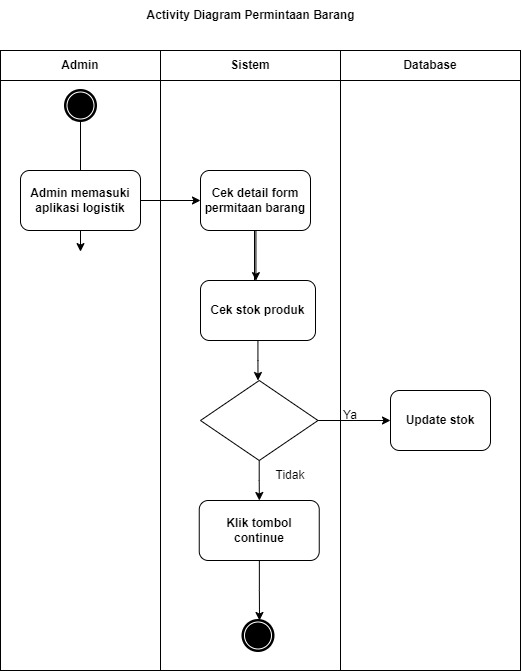 Activity Diagram Permintaan Barang
Admin
Sistem
Database
Admin memasuki
aplikasi logistik
Cek detail form
permitaan barang
Cek stok produk
Ya
Update stok
Tidak
Klik tombol
continue